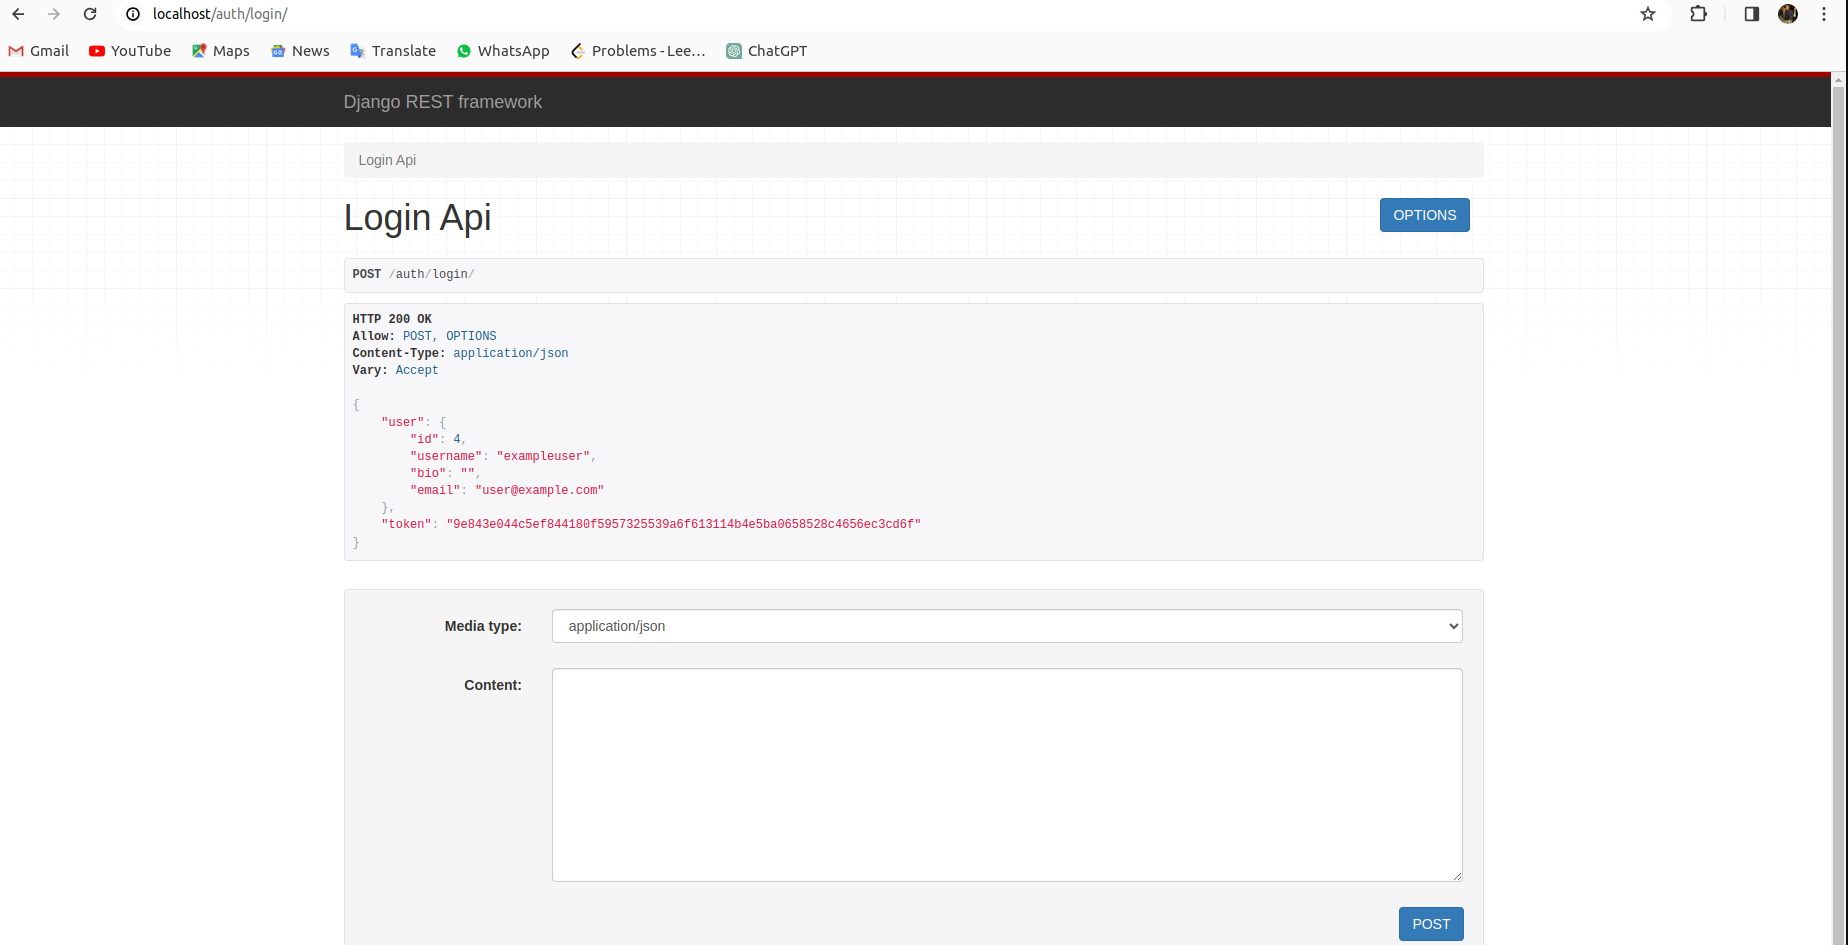 localhost/auth/login/
Gmail YouTube Maps News Translate WhatsApp Problems - Lee... ChatGPT
Django REST framework
Login Api
Login Api
OPTIONS
POST /auth/login/
HTTP 200 OK
Allow: POST, OPTIONS
Content-Type: application/json
Vary: Accept
{
    "user": {
        "id": 4,
        "username": "exampleuser",
        "bio": "",
        "email": "user@example.com"
    },
    "token": "9e843e044c5ef844180f5957325539a6f613114b4e5ba0658528c4656ec3cd6f"
}
Media type: application/json
Content:
POST